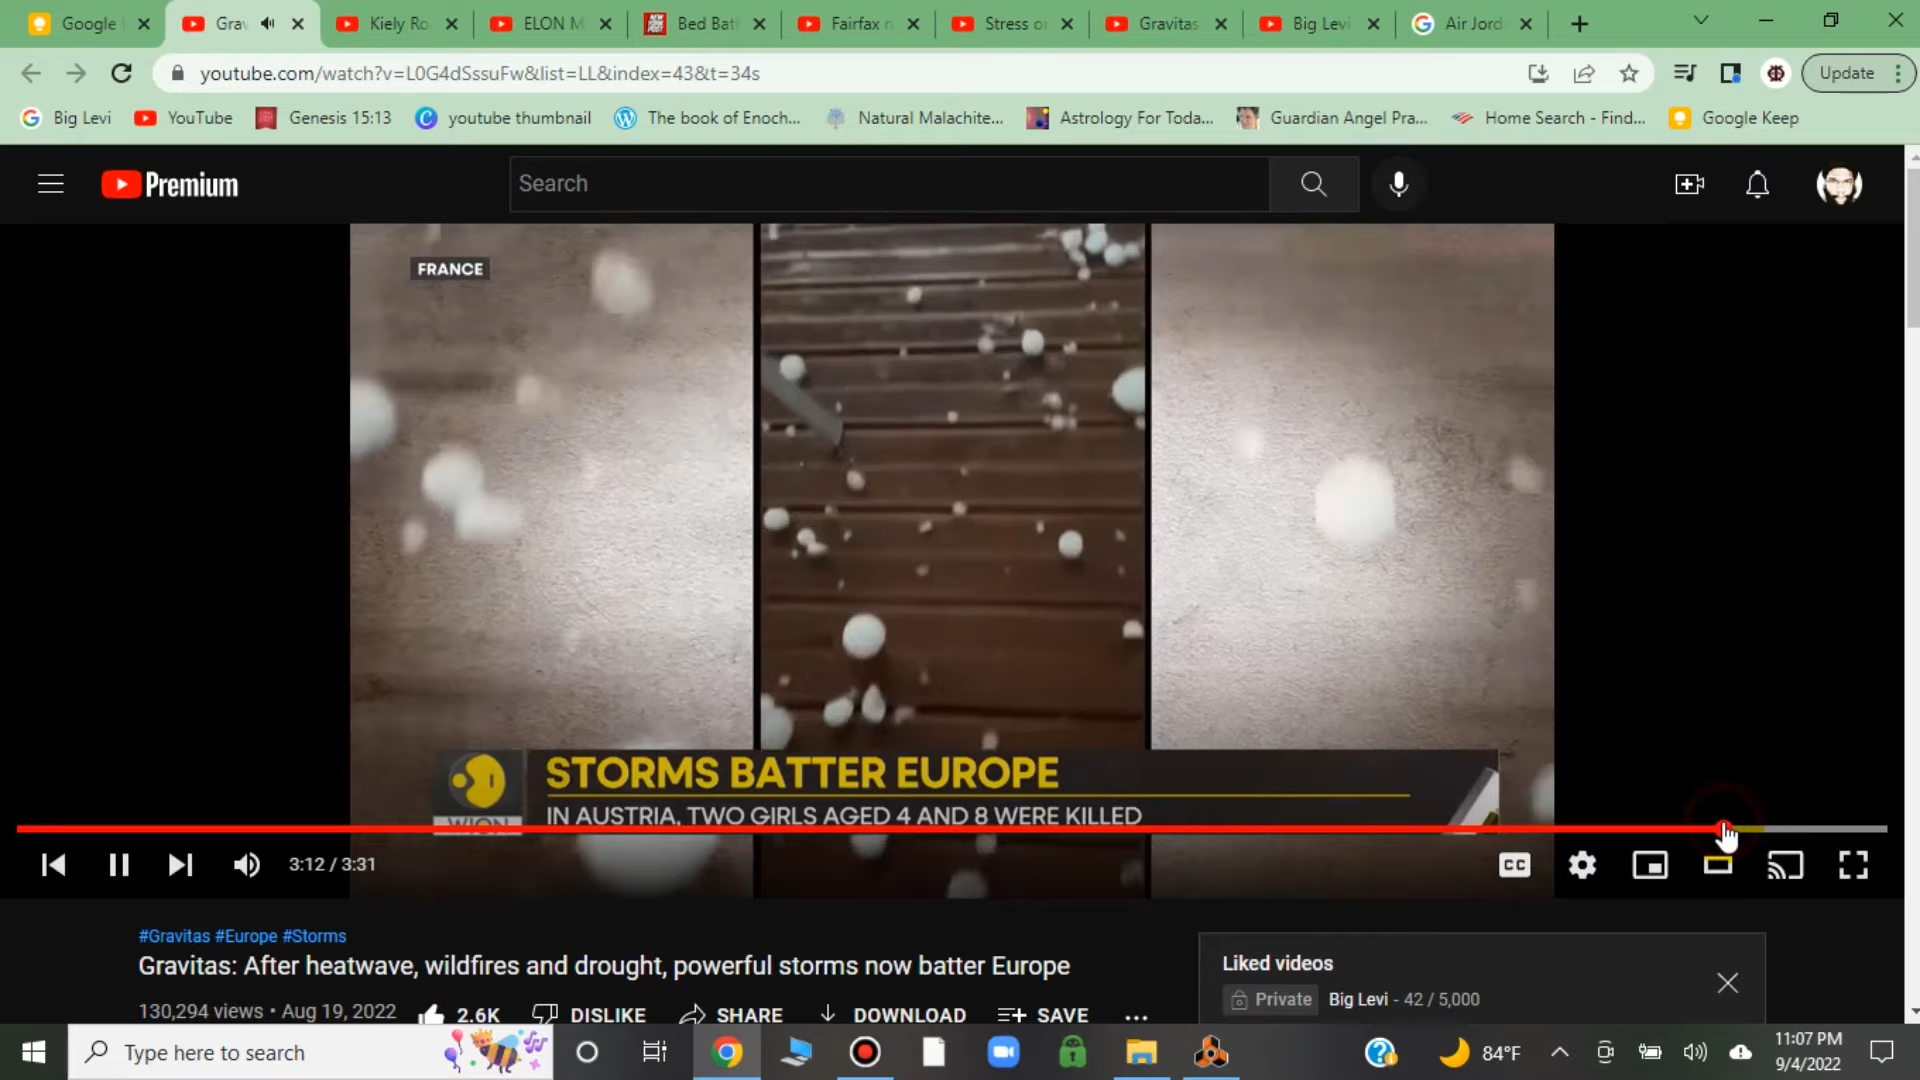 Google
Grav
Kiely Ro
ELON M
Bed Bat
Fairfax n
Stress o
Gravitas
Big Levi
Air Jord
youtube.com/watch?v=L0G4dSssuFw&list=LL&index=43&t=34s
Update
Big Levi
YouTube
Genesis 15:13
youtube thumbnail
The book of Enoch...
Natural Malachite...
Astrology For Toda...
Guardian Angel Pra...
Home Search - Find...
Google Keep
Premium
Search
FRANCE
STORMS BATTER EUROPE
IN AUSTRIA, TWO GIRLS AGED 4 AND 8 WERE KILLED
WION
3:12 / 3:31
CC
#Gravitas #Europe #Storms
Gravitas: After heatwave, wildfires and drought, powerful storms now batter Europe
130,294 views • Aug 19, 2022
2.6K
DISLIKE
SHARE
DOWNLOAD
SAVE
Liked videos
Private
Big Levi - 42 / 5,000
Type here to search
84°F
11:07 PM
9/4/2022